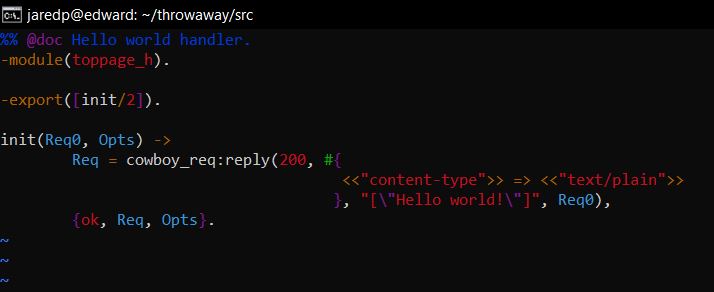 C:\. jaredp@edward: ~/throwaway/src
%% @doc Hello world handler.
-module(toppage_h).
-export([init/2]).
init(Req0, Opts) ->
Req = cowboy_req:reply(200, #{
<<"content-type">> => <<"text/plain">>
}, "[\"Hello world!\"]", Req0),
{ok, Req, Opts}.
~
~
~